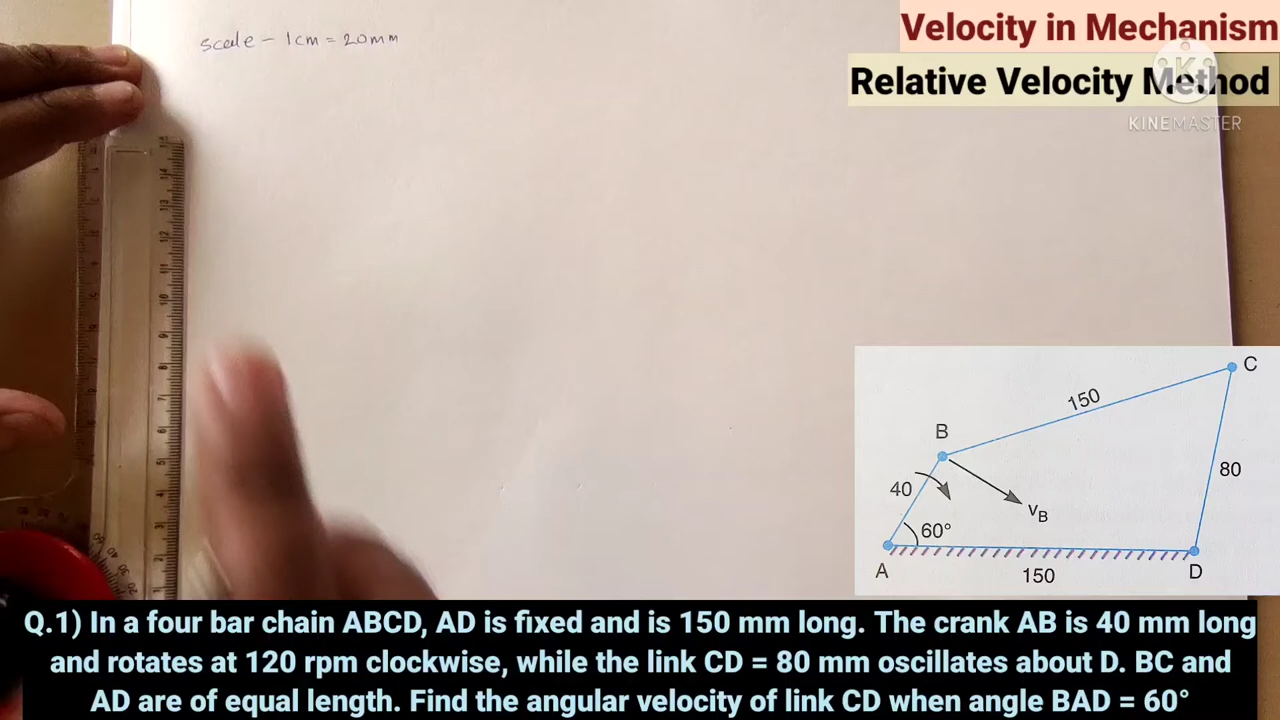 scale - 1cm = 20mm
Velocity in Mechanism
Relative Velocity Method
KINEMASTER
C
150
B
80
40
vB
60°
A
150
D
Q.1) In a four bar chain ABCD, AD is fixed and is 150 mm long. The crank AB is 40 mm long
and rotates at 120 rpm clockwise, while the link CD = 80 mm oscillates about D. BC and
AD are of equal length. Find the angular velocity of link CD when angle BAD = 60°